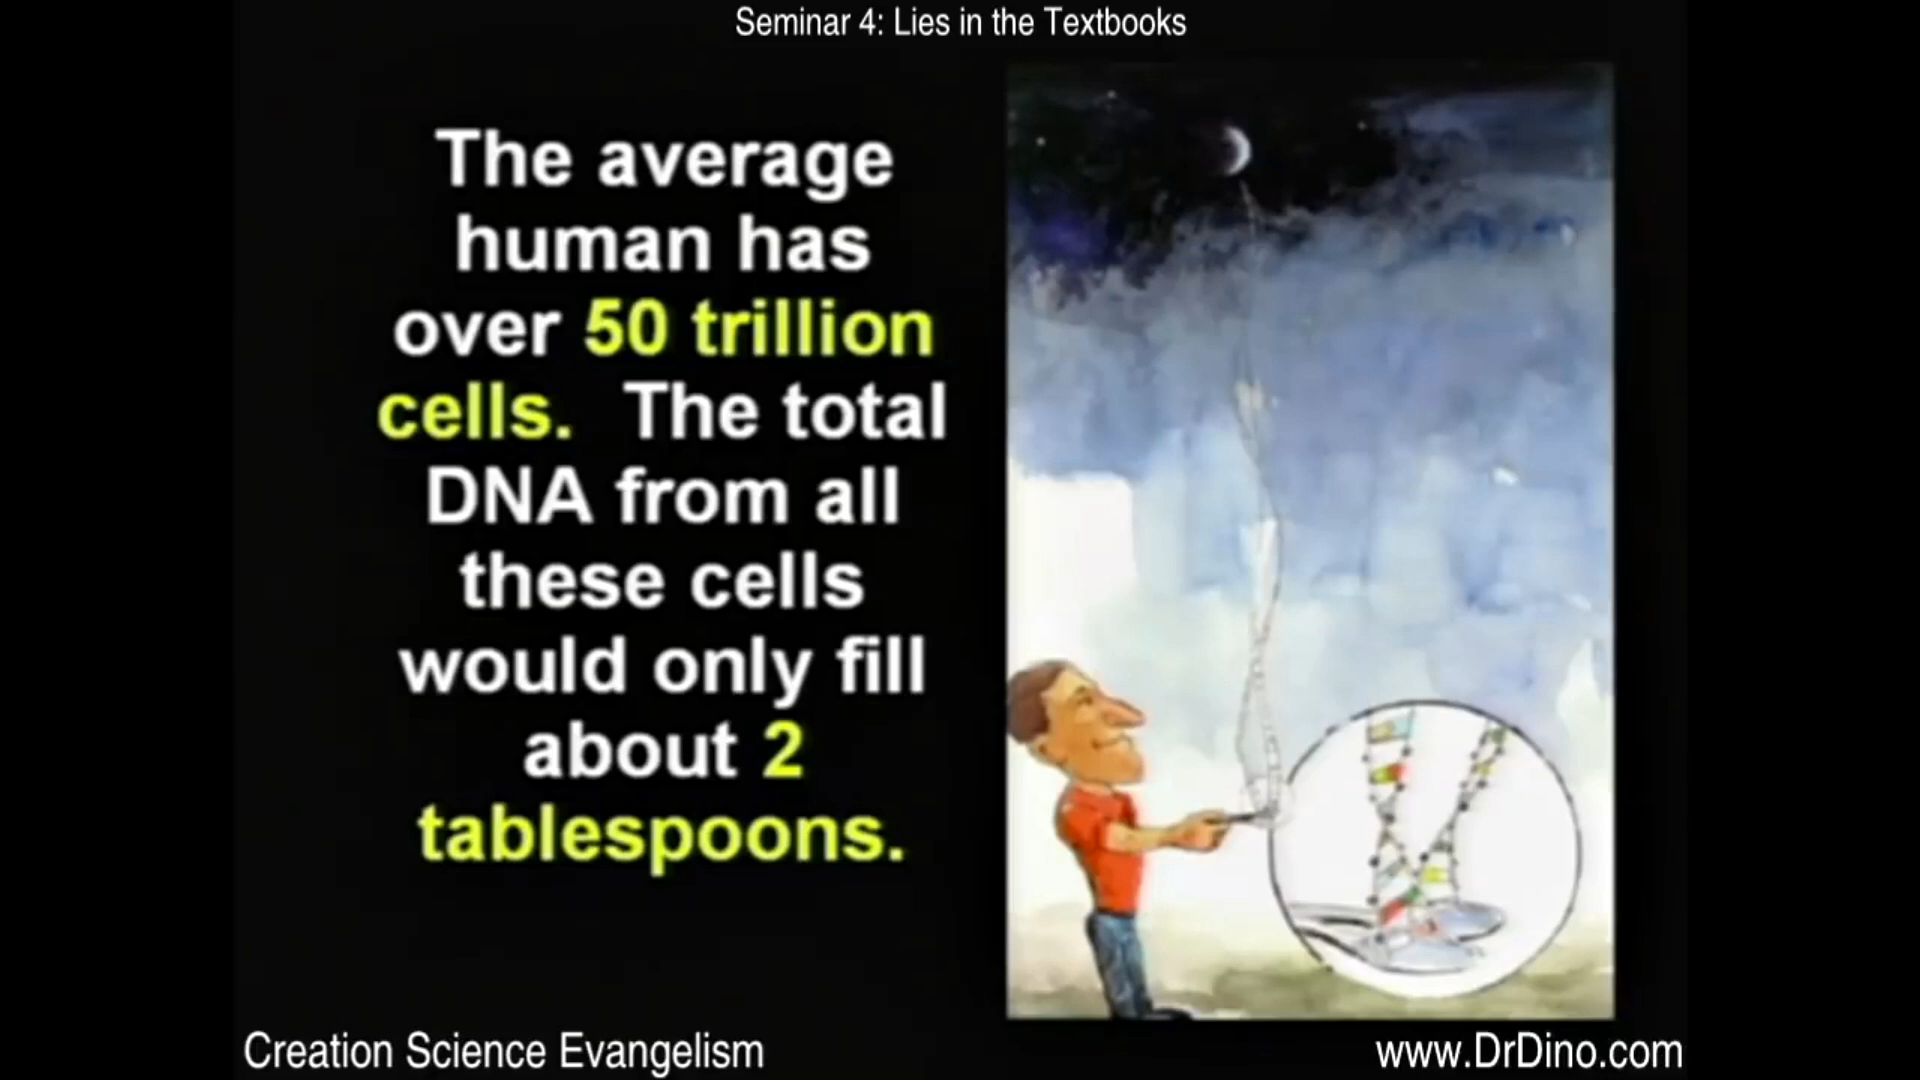 Seminar 4: Lies in the Textbooks
The average
human has
over 50 trillion
cells. The total
DNA from all
these cells
would only fill
about 2
tablespoons.
Creation Science Evangelism
www.DrDino.com